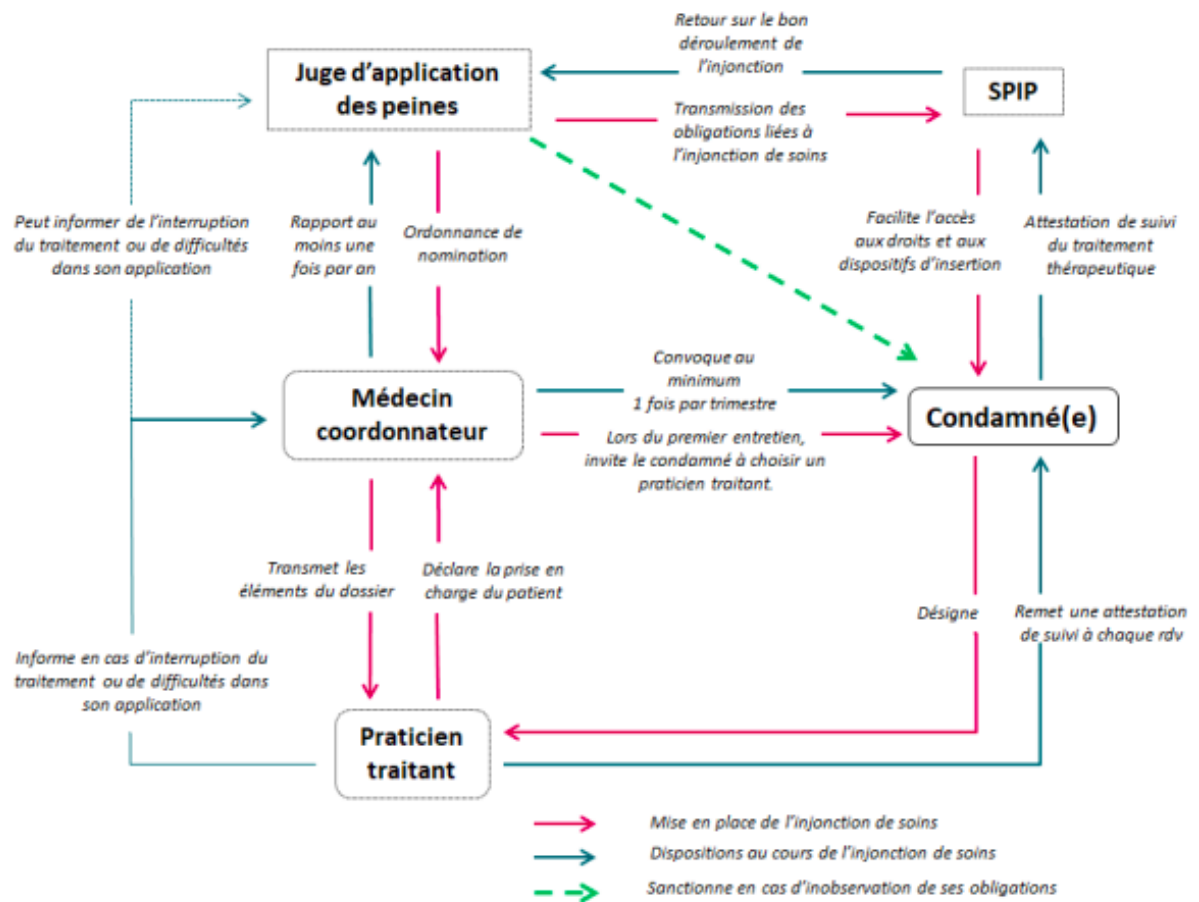 Retour sur le bon
déroulement de
l'injonction
Juge d'application
des peines
SPIP
Transmission des
obligations liées à
l'injonction de soins
Peut informer de l'interruption
du traitement ou de difficultés
dans son application
Rapport au
moins une
fois par an
Ordonnance de
nomination
Facilite l'accès
aux droits et aux
dispositifs d'insertion
Attestation de suivi
du traitement
thérapeutique
Médecin
coordonnateur
Convoque au
minimum
1 fois par trimestre
Condamné(e)
Lors du premier entretien,
invite le condamné à choisir un
praticien traitant.
Transmet les
éléments du dossier
Déclare la prise en
charge du patient
Désigne
Remet une attestation
de suivi à chaque rdv
Informe en cas d'interruption du
traitement ou de difficultés dans
son application
Praticien
traitant
Mise en place de l'injonction de soins
Dispositions au cours de l'injonction de soins
Sanctionne en cas d'inobservation de ses obligations